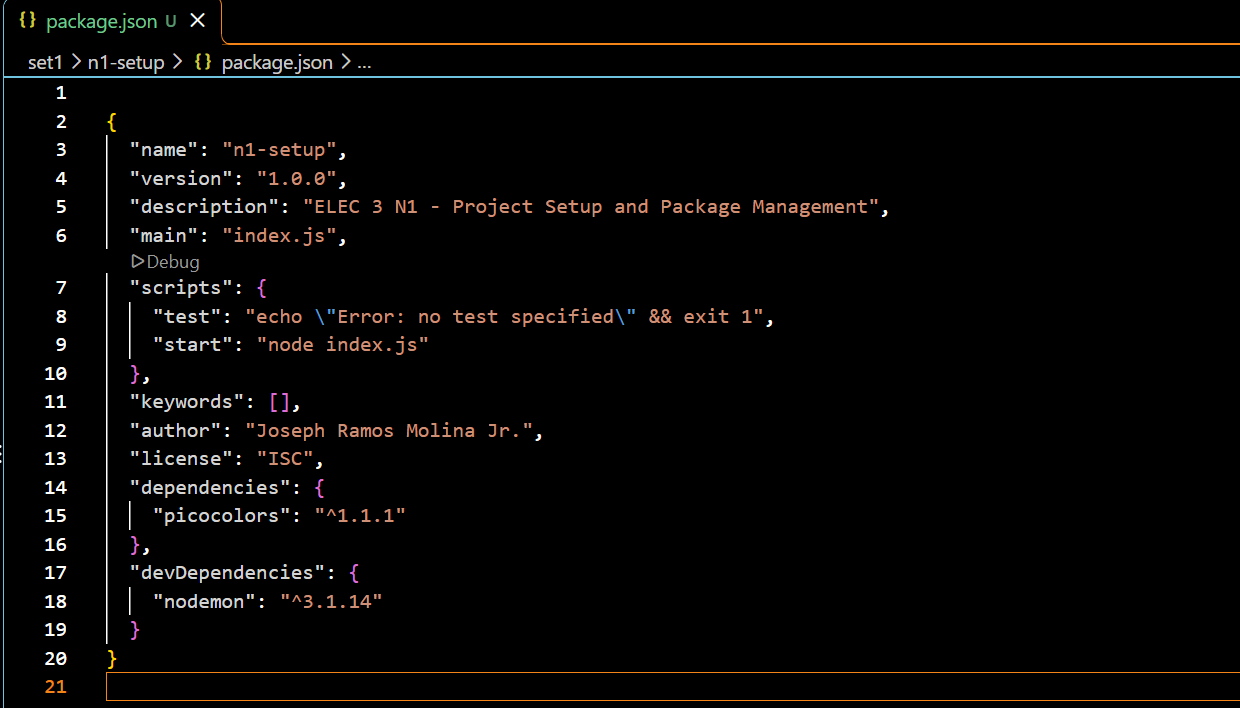 {} package.json U ✕
set1 > n1-setup > {} package.json > ...
1
2 {
3 "name": "n1-setup",
4 "version": "1.0.0",
5 "description": "ELEC 3 N1 - Project Setup and Package Management",
6 "main": "index.js",
▷Debug
7 "scripts": {
8 "test": "echo \"Error: no test specified\" && exit 1",
9 "start": "node index.js"
10 },
11 "keywords": [],
12 "author": "Joseph Ramos Molina Jr.",
13 "license": "ISC",
14 "dependencies": {
15 "picocolors": "^1.1.1"
16 },
17 "devDependencies": {
18 "nodemon": "^3.1.14"
19 }
20 }
21